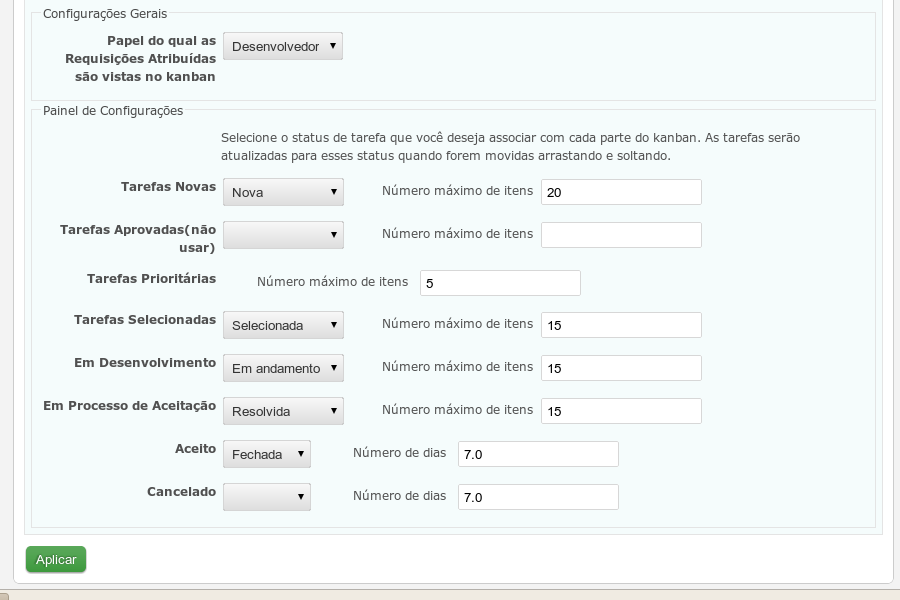 Configurações Gerais
Papel do qual as
Requisições Atribuídas
são vistas no kanban
Desenvolvedor
Painel de Configurações
Selecione o status de tarefa que você deseja associar com cada parte do kanban. As tarefas serão
atualizadas para esses status quando forem movidas arrastando e soltando.
Tarefas Novas Nova Número máximo de itens 20
Tarefas Aprovadas(não
usar)
Número máximo de itens
Tarefas Prioritárias Número máximo de itens 5
Tarefas Selecionadas Selecionada Número máximo de itens 15
Em Desenvolvimento Em andamento Número máximo de itens 15
Em Processo de Aceitação Resolvida Número máximo de itens 15
Aceito Fechada Número de dias 7.0
Cancelado Número de dias 7.0
Aplicar